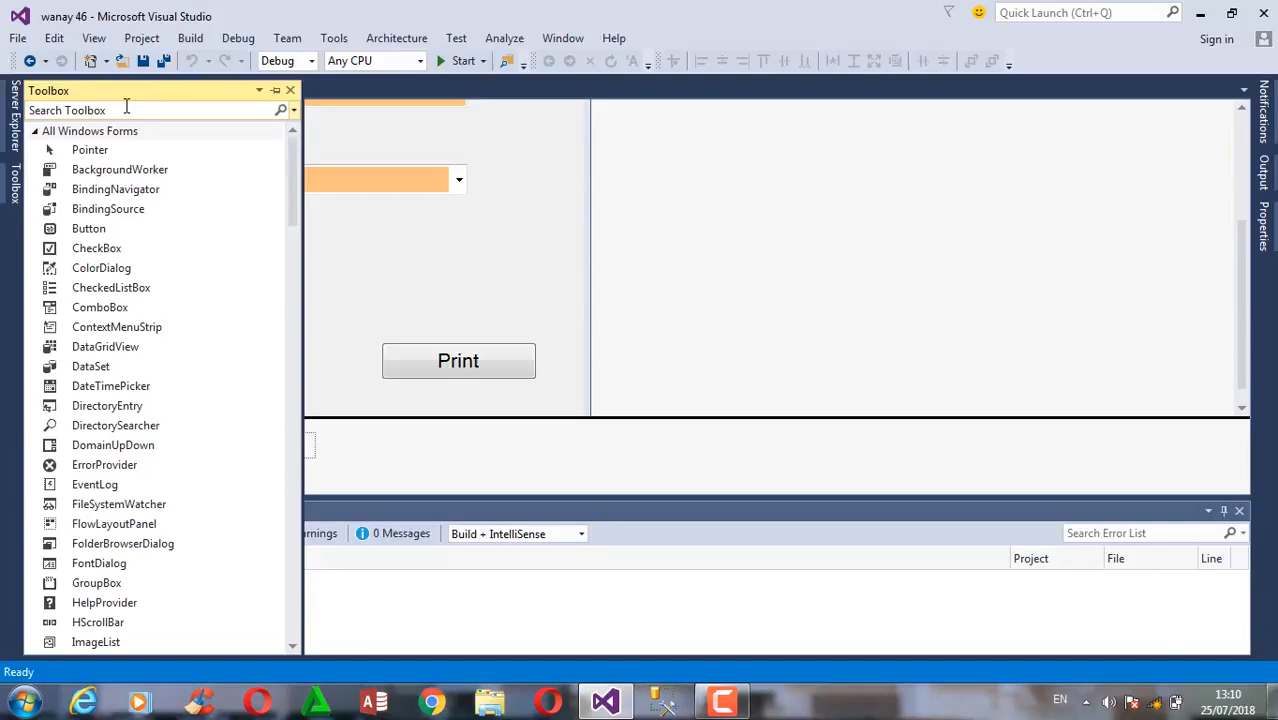 wanay 46 - Microsoft Visual Studio
Quick Launch (Ctrl+Q)
File Edit View Project Build Debug Team Tools Architecture Test Analyze Window Help
Sign in
Debug Any CPU Start
Server Explorer
Toolbox
Toolbox
Search Toolbox
All Windows Forms
Pointer
BackgroundWorker
BindingNavigator
BindingSource
Button
CheckBox
ColorDialog
CheckedListBox
ComboBox
ContextMenuStrip
DataGridView
DataSet
DateTimePicker
DirectoryEntry
DirectorySearcher
DomainUpDown
ErrorProvider
EventLog
FileSystemWatcher
FlowLayoutPanel
FolderBrowserDialog
FontDialog
GroupBox
HelpProvider
HScrollBar
ImageList
Print
rnings 0 Messages Build + IntelliSense Search Error List
Project File Line
Notifications
Output
Properties
Ready
EN
13:10
25/07/2018